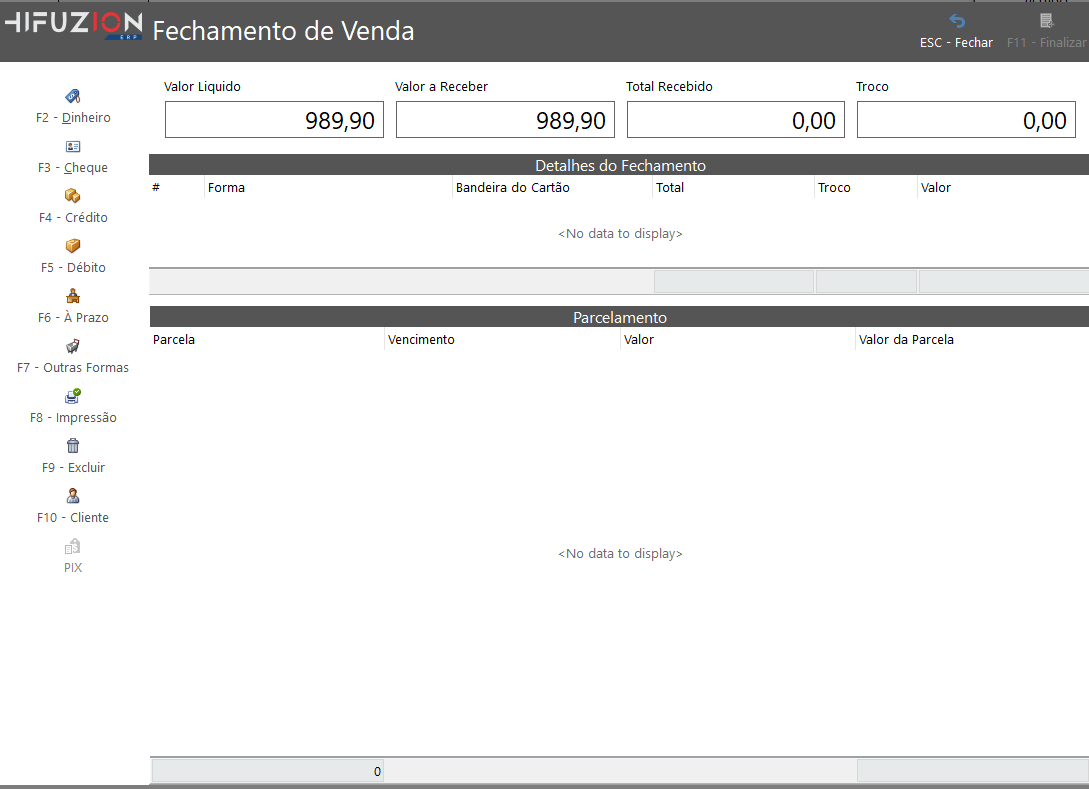 HIFUZION
ERP
Fechamento de Venda
ESC - Fechar
F11 - Finalizar
F2 - Dinheiro
F3 - Cheque
F4 - Crédito
F5 - Débito
F6 - À Prazo
F7 - Outras Formas
F8 - Impressão
F9 - Excluir
F10 - Cliente
PIX
Valor Liquido Valor a Receber Total Recebido Troco
989,90 989,90 0,00 0,00
Detalhes do Fechamento
# Forma Bandeira do Cartão Total Troco Valor
<No data to display>
Parcelamento
Parcela Vencimento Valor Valor da Parcela
<No data to display>
0